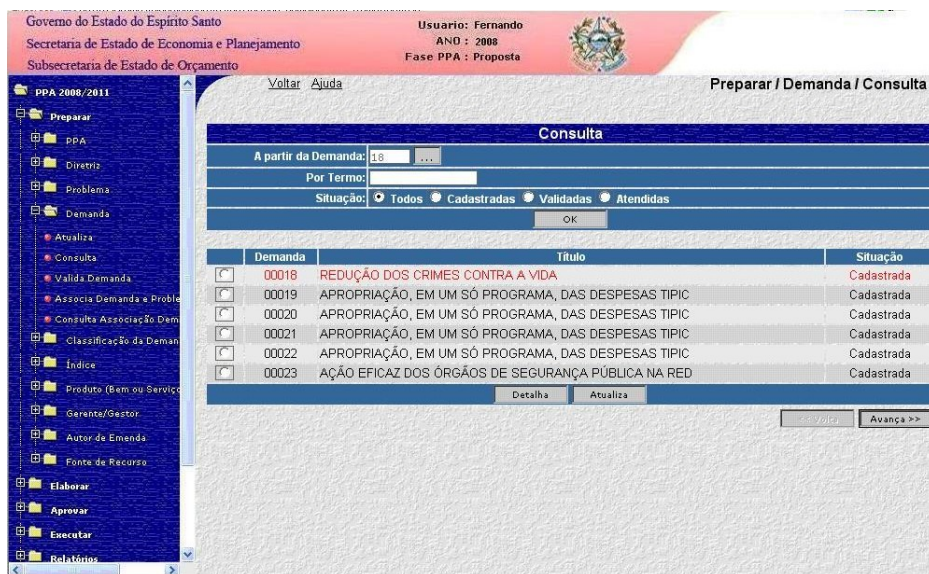 Governo do Estado do Espírito Santo
Secretaria de Estado de Economia e Planejamento
Subsecretaria de Estado de Orçamento
Usuario: Fernando
ANO : 2008
Fase PPA : Proposta
Voltar Ajuda
Preparar / Demanda / Consulta
PPA 2008/2011
Preparar
PPA
Diretriz
Problema
Demanda
Atualiza
Consulta
Valida Demanda
Associa Demanda e Proble
Consulta Associação Dem
Classificação da Deman
Índice
Produto (Bem ou Serviço
Gerente/Gestor
Autor de Emenda
Fonte de Recurso
Elaborar
Aprovar
Executar
Relatórios
Consulta
A partir da Demanda: 18 ...
Por Termo:
Situação: Todos Cadastradas Validadas Atendidas
OK
Demanda Título Situação
00018 REDUÇÃO DOS CRIMES CONTRA A VIDA Cadastrada
00019 APROPRIAÇÃO, EM UM SÓ PROGRAMA, DAS DESPESAS TIPIC Cadastrada
00020 APROPRIAÇÃO, EM UM SÓ PROGRAMA, DAS DESPESAS TIPIC Cadastrada
00021 APROPRIAÇÃO, EM UM SÓ PROGRAMA, DAS DESPESAS TIPIC Cadastrada
00022 APROPRIAÇÃO, EM UM SÓ PROGRAMA, DAS DESPESAS TIPIC Cadastrada
00023 AÇÃO EFICAZ DOS ÓRGÃOS DE SEGURANÇA PÚBLICA NA RED Cadastrada
Detalha Atualiza
Avança >>